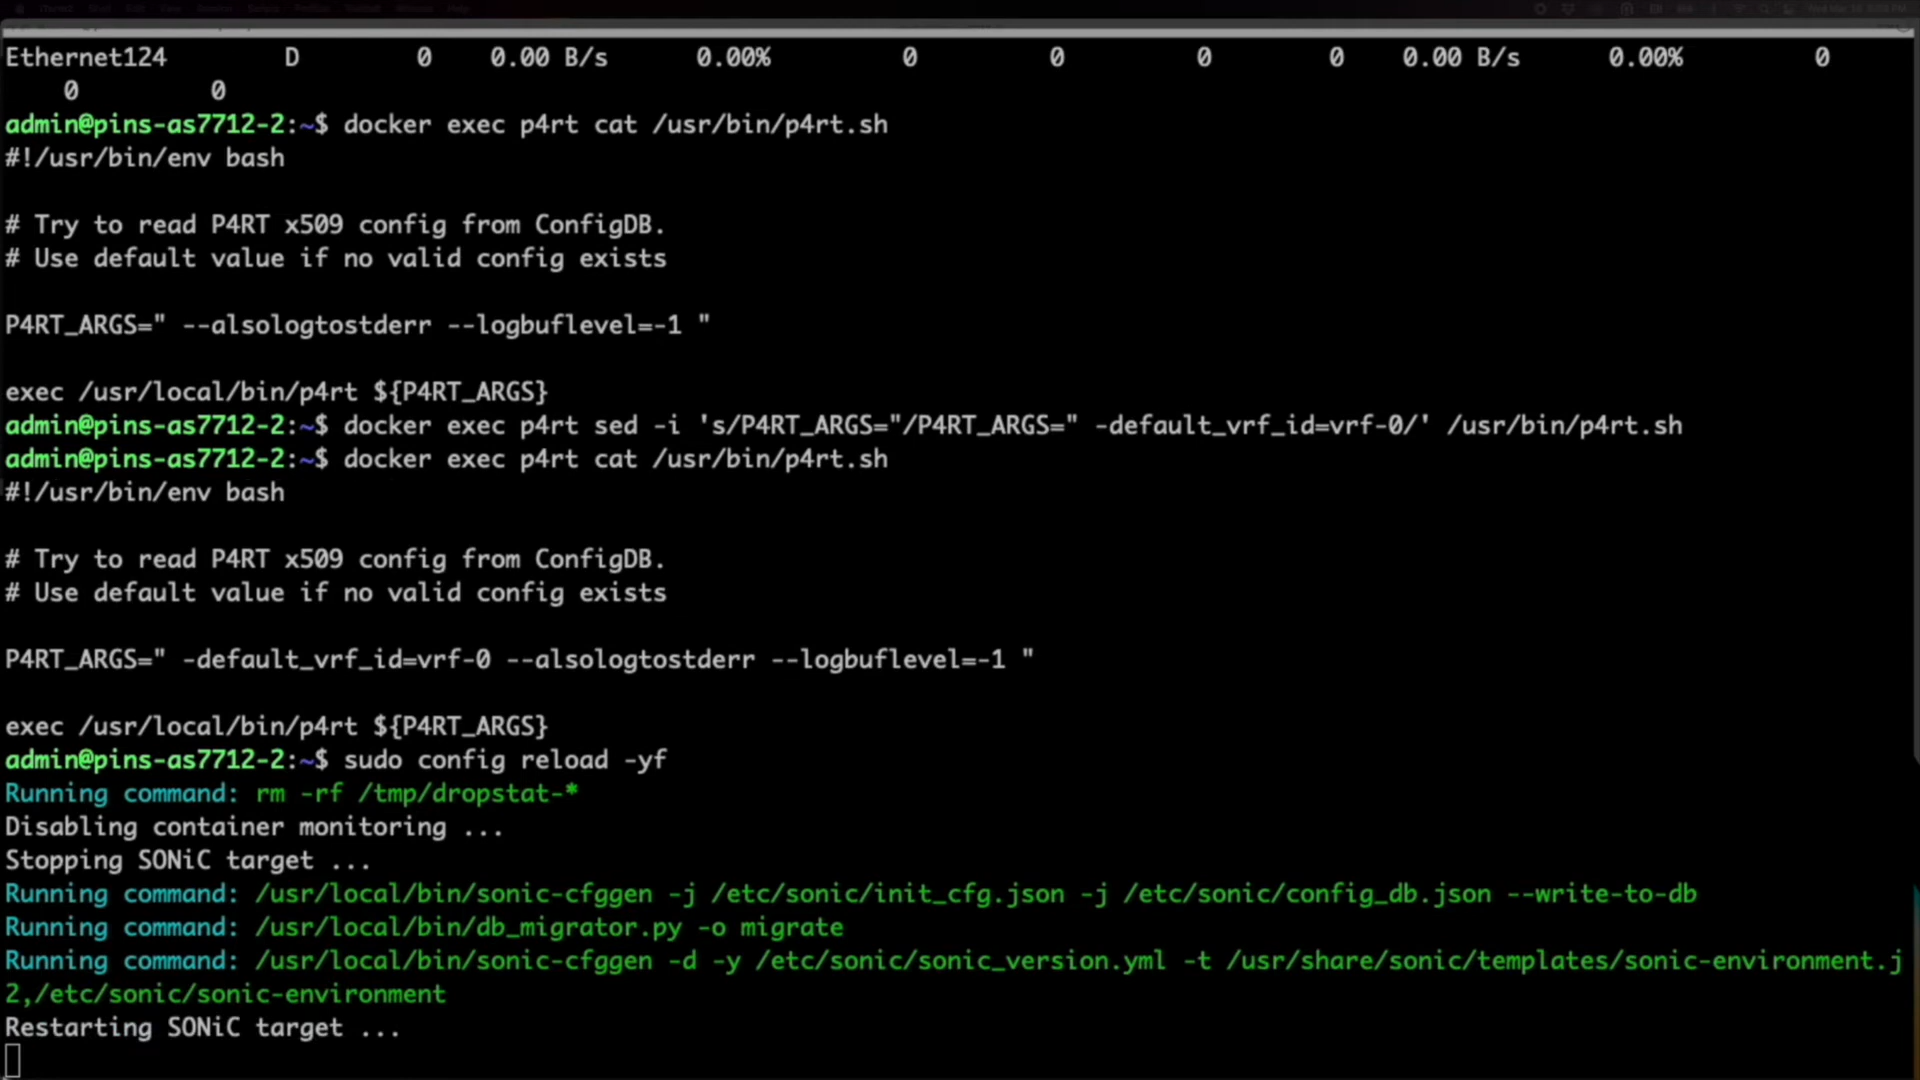 Ethernet124        D        0    0.00 B/s      0.00%         0         0         0        0    0.00 B/s      0.00%         0
    0         0
admin@pins-as7712-2:~$ docker exec p4rt cat /usr/bin/p4rt.sh
#!/usr/bin/env bash
# Try to read P4RT x509 config from ConfigDB.
# Use default value if no valid config exists
P4RT_ARGS=" --alsologtostderr --logbuflevel=-1 "
exec /usr/local/bin/p4rt ${P4RT_ARGS}
admin@pins-as7712-2:~$ docker exec p4rt sed -i 's/P4RT_ARGS="/P4RT_ARGS=" -default_vrf_id=vrf-0/' /usr/bin/p4rt.sh
admin@pins-as7712-2:~$ docker exec p4rt cat /usr/bin/p4rt.sh
#!/usr/bin/env bash
# Try to read P4RT x509 config from ConfigDB.
# Use default value if no valid config exists
P4RT_ARGS=" -default_vrf_id=vrf-0 --alsologtostderr --logbuflevel=-1 "
exec /usr/local/bin/p4rt ${P4RT_ARGS}
admin@pins-as7712-2:~$ sudo config reload -yf
Running command: rm -rf /tmp/dropstat-*
Disabling container monitoring ...
Stopping SONiC target ...
Running command: /usr/local/bin/sonic-cfggen -j /etc/sonic/init_cfg.json -j /etc/sonic/config_db.json --write-to-db
Running command: /usr/local/bin/db_migrator.py -o migrate
Running command: /usr/local/bin/sonic-cfggen -d -y /etc/sonic/sonic_version.yml -t /usr/share/sonic/templates/sonic-environment.j
2,/etc/sonic/sonic-environment
Restarting SONiC target ...